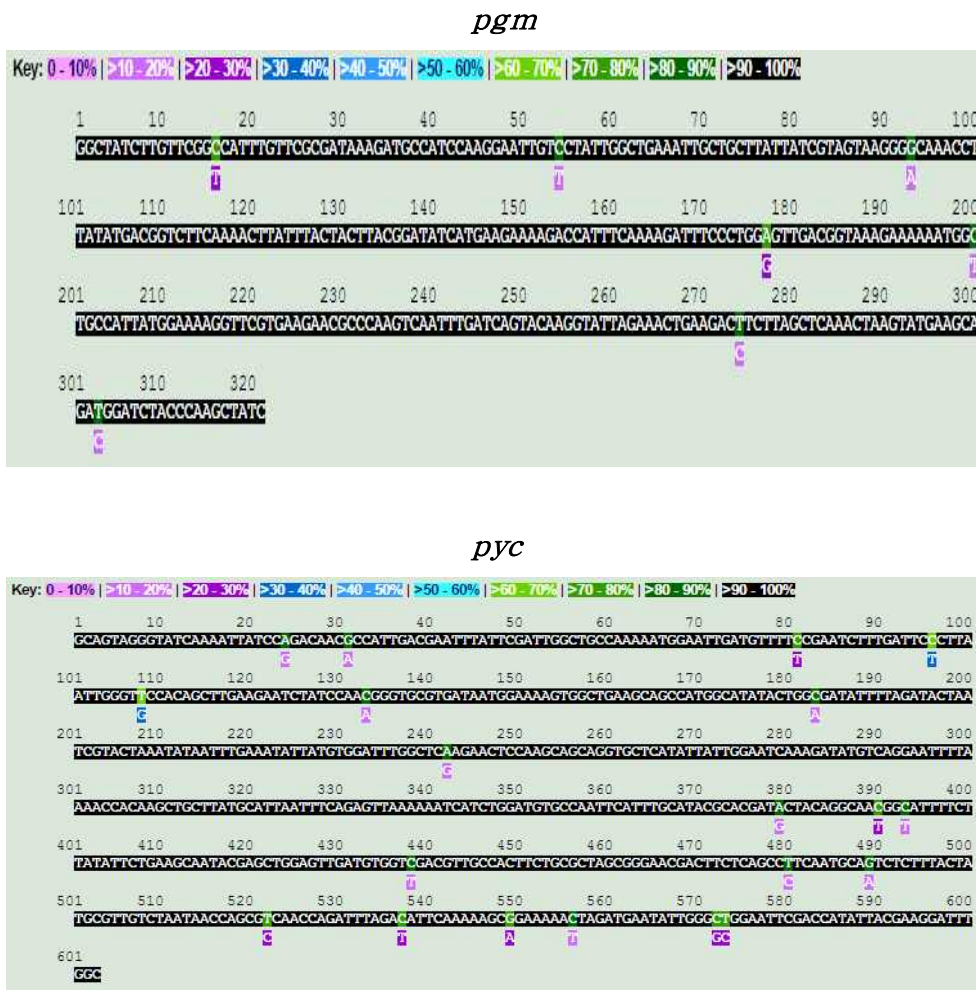 pgm
Key: 0 - 10% | >10 - 20% | >20 - 30% | >30 - 40% | >40 - 50% | >50 - 60% | >60 - 70% | >70 - 80% | >80 - 90% | >90 - 100%
1 10 20 30 40 50 60 70 80 90 100
GGCTATCTTGTTCGGCCATTTGTTCGCGATAAAGATGCCATCCAAGGAATTGTCCTATTGGCTGAAATTGCTGCTTATTATCGTAGTAAGGGGCAAACCT
T T A
101 110 120 130 140 150 160 170 180 190 200
TATATGACGGTCTTCAAAACTTATTTACTACTTACGGATATCATGAAGAAAAGACCATTTCAAAAGATTTCCCTGGAGTTGACGGTAAAGAAAAAATGGC
G T
201 210 220 230 240 250 260 270 280 290 300
TGCCATTATGGAAAAGGTTCGTGAAGAACGCCCAAGTCAATTTGATCAGTACAAGGTATTAGAAACTGAAGACTTCTTAGCTCAAACTAAGTATGAAGCA
C
301 310 320
GATGGATCTACCCAAGCTATC
C
pyc
Key: 0 - 10% | >10 - 20% | >20 - 30% | >30 - 40% | >40 - 50% | >50 - 60% | >60 - 70% | >70 - 80% | >80 - 90% | >90 - 100%
1 10 20 30 40 50 60 70 80 90 100
GCAGTAGGGTATCAAAATTATCCAGACAACGCCATTGACGAATTTATTCGATTGGCTGCCAAAAATGGAATTGATGTTTTCCGAATCTTTGATTCCCTTA
G A T T
101 110 120 130 140 150 160 170 180 190 200
ATTGGGTTCCACAGCTTGAAGAATCTATCCAACGGGTGCGTGATAATGGAAAAGTGGCTGAAGCAGCCATGGCATATACTGGCGATATTTTAGATACTAA
G A A
201 210 220 230 240 250 260 270 280 290 300
TCGTACTAAATATAATTTGAAATATTATGTGGATTTGGCTCAAGAACTCCAAGCAGCAGGTGCTCATATTATTGGAATCAAAGATATGTCAGGAATTTTA
G
301 310 320 330 340 350 360 370 380 390 400
AAACCACAAGCTGCTTATGCATTAATTTCAGAGTTAAAAAATCATCTGGATGTGCCAATTCATTTGCATACGCACGATACTACAGGCAACGGCATTTTCT
G T T
401 410 420 430 440 450 460 470 480 490 500
TATATTCTGAAGCAATACGAGCTGGAGTTGATGTGGTCGACGTTGCCACTTCTGCGCTAGCGGGAACGACTTCTCAGCCTTCAATGCAGTCTCTTTACTA
T C A
501 510 520 530 540 550 560 570 580 590 600
TGCGTTGTCTAATAACCAGCGTCAACCAGATTTAGACATTCAAAAAGCGGAAAAACTAGATGAATATTGGGCTGGAATTCGACCATATTACGAAGGATTT
C T A T GC
601
GGC